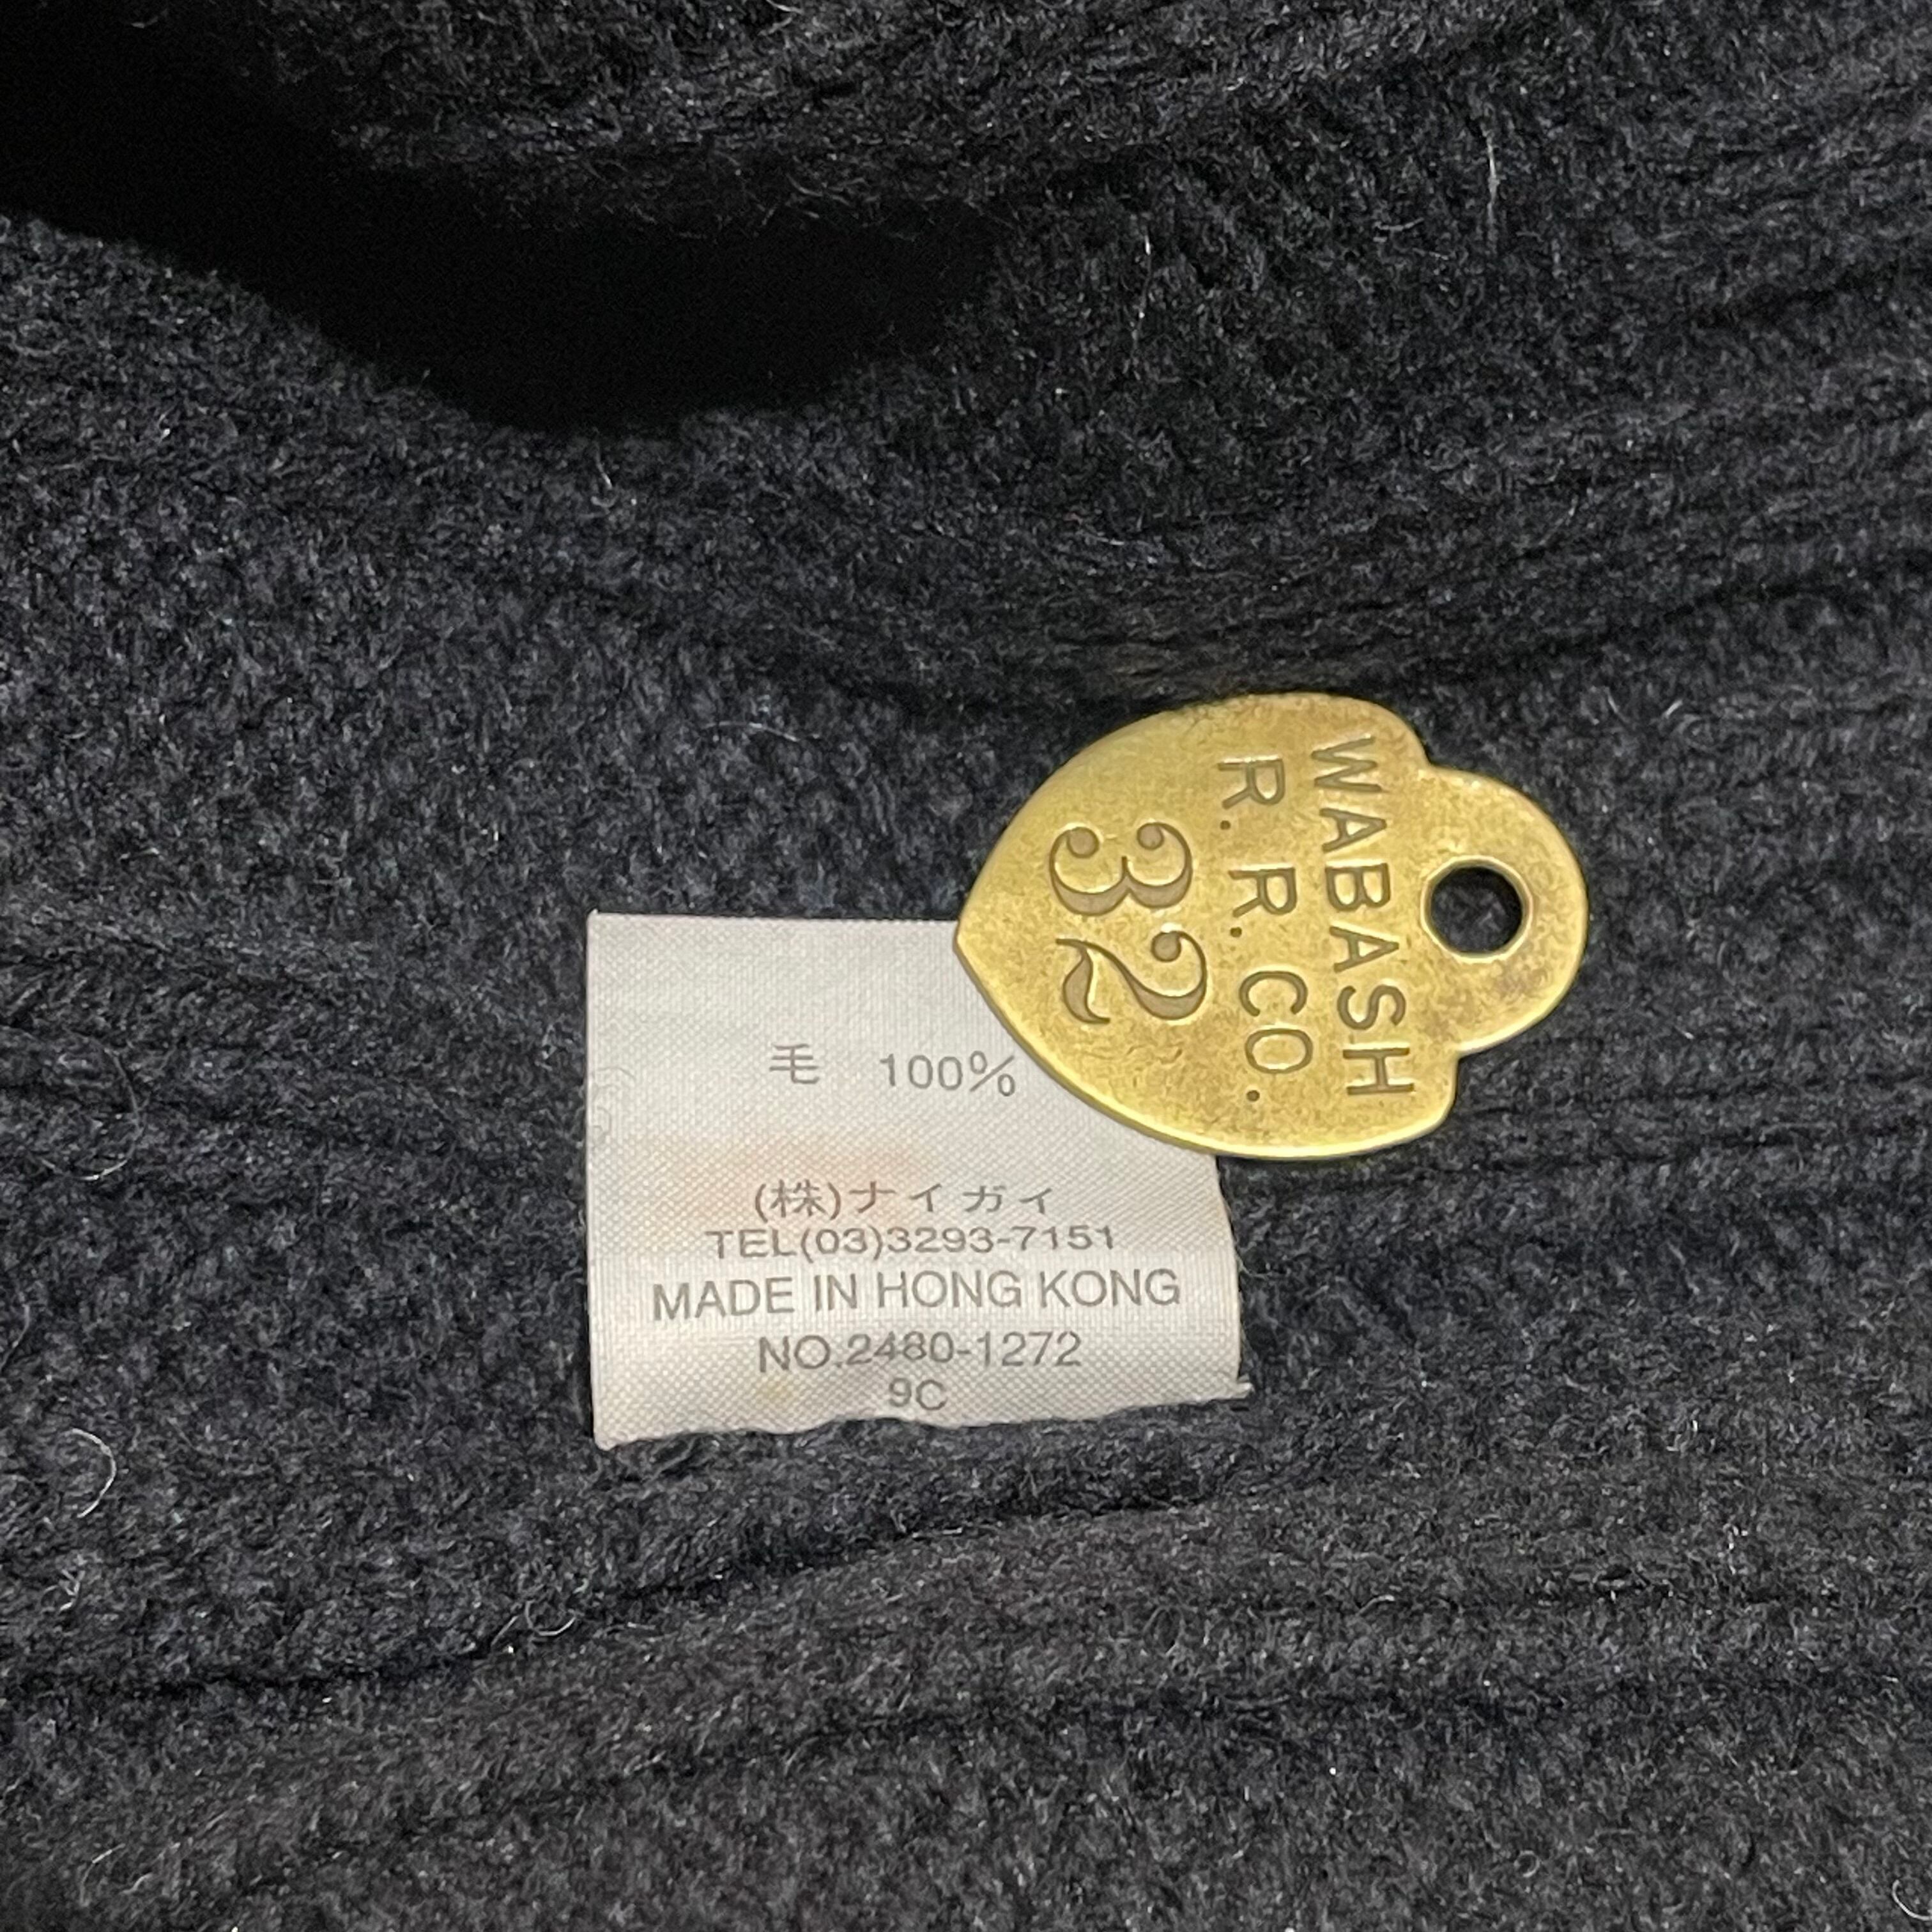 WABASH
R. R. CO.
32
毛 100%
(株)ナイガイ
TEL(03)3293-7151
MADE IN HONG KONG
NO.2480-1272
9C